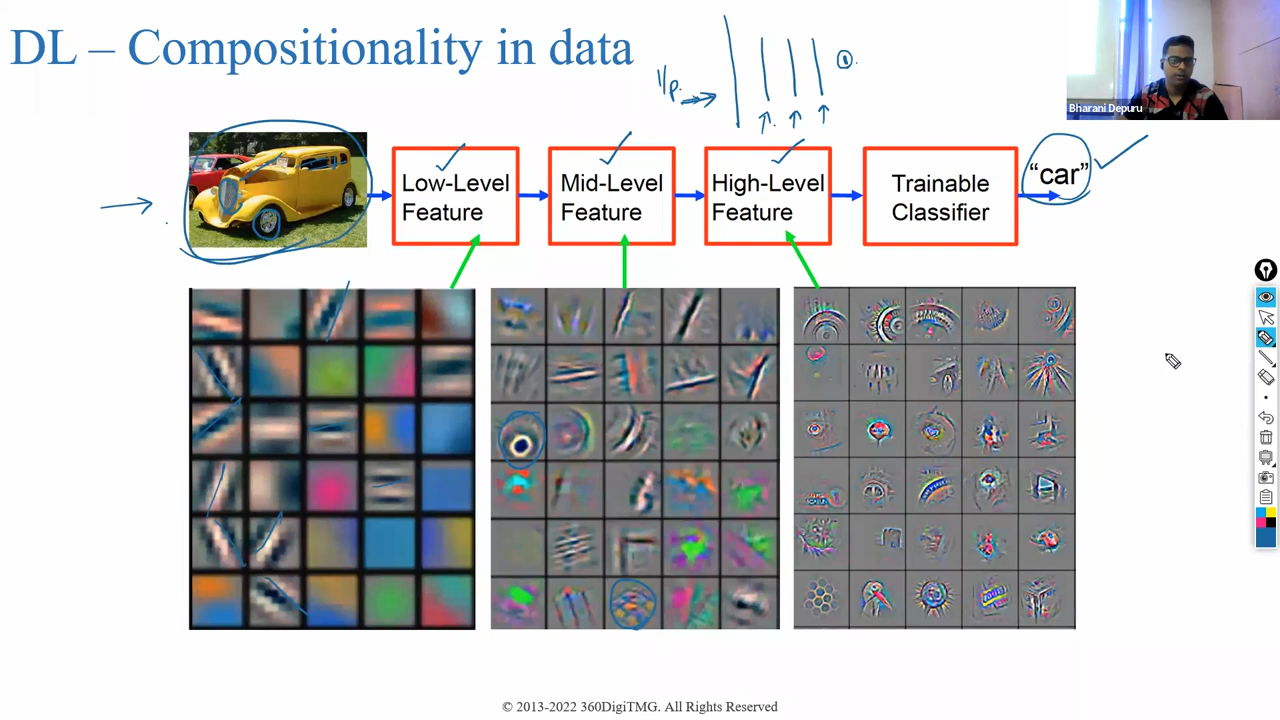 DL – Compositionality in data
I/p.
Bharani Depuru
Low-Level
Feature
Mid-Level
Feature
High-Level
Feature
Trainable
Classifier
“car”
© 2013-2022 360DigiTMG. All Rights Reserved